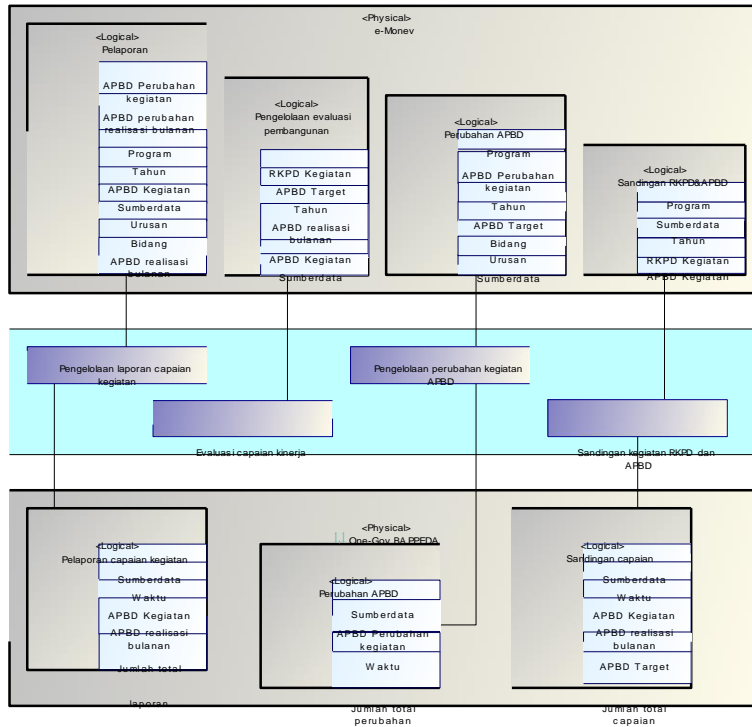 <Physical>
e-Monev
<Logical>
Pelaporan
APBD Perubahan
kegiatan
APBD perubahan
realisasi bulanan
Program
Tahun
APBD Kegiatan
Sumberdata
Urusan
Bidang
APBD realisasi
bulanan
<Logical>
Pengelolaan evaluasi
pembangunan
RKPD Kegiatan
APBD Target
Tahun
APBD realisasi
bulanan
APBD Kegiatan
Sumberdata
<Logical>
Perubahan APBD
Program
APBD Perubahan
kegiatan
Tahun
APBD Target
Bidang
Urusan
Sumberdata
<Logical>
Sandingan RKPD&APBD
Program
Sumberdata
Tahun
RKPD Kegiatan
APBD Kegiatan
Pengelolaan laporan capaian
kegiatan
Pengelolaan perubahan kegiatan
APBD
Evaluasi capaian kinerja
Sandingan kegiatan RKPD dan
APBD
<Physical>
One-Gov BAPPEDA
<Logical>
Pelaporan capaian kegiatan
Sumberdata
Waktu
APBD Kegiatan
APBD realisasi
bulanan
Jumlah total
laporan
<Logical>
Perubahan APBD
Sumberdata
APBD Perubahan
kegiatan
Waktu
Jumlah total
perubahan
<Logical>
Sandingan capaian
Sumberdata
Waktu
APBD Kegiatan
APBD realisasi
bulanan
APBD Target
Jumlah total
capaian